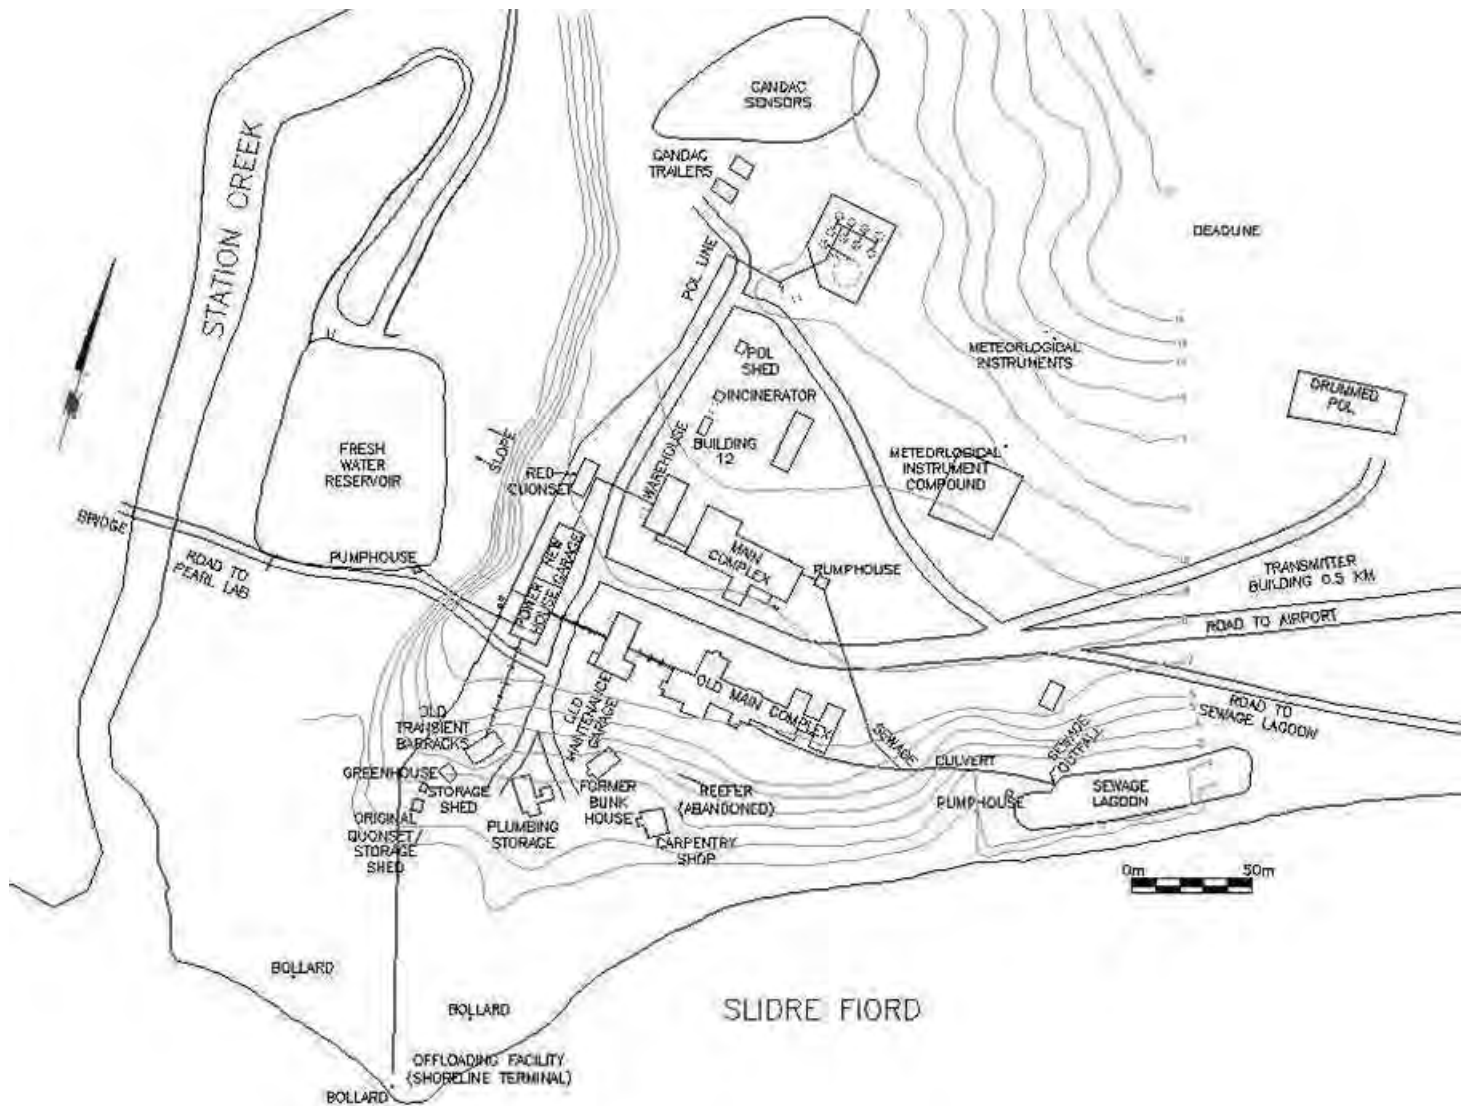 CANDAC
SENSORS
CANDAC
TRAILERS
STATION CREEK
DEADLINE
POL LINE
METEORLOGICAL
INSTRUMENTS
POL
SHED
INCINERATOR
DRUMMED
POL
SLOPE
WAREHOUSE
BUILDING
12
FRESH
WATER
RESERVOIR
RED
QUONSET
METEORLOGICAL
INSTRUMENT
COMPOUND
BRIDGE
ROAD TO
PEARL LAB
PUMPHOUSE
POWER
HOUSE
NEW
GARAGE
MAIN
COMPLEX
PUMPHOUSE
TRANSMITTER
BUILDING 0.5 KM
ROAD TO AIRPORT
OLD
TRANSIENT
BARRACKS
OLD
MAINTENANCE
GARAGE
OLD MAIN COMPLEX
ROAD TO
SEWAGE LAGOON
SEWAGE
SEWAGE
OUTFALL
CULVERT
GREENHOUSE
STORAGE
SHED
FORMER
BUNK
HOUSE
REEFER
(ABANDONED)
PUMPHOUSE
SEWAGE
LAGOON
ORIGINAL
QUONSET/
STORAGE
SHED
PLUMBING
STORAGE
CARPENTRY
SHOP
0m 50m
BOLLARD
BOLLARD
SLIDRE FIORD
OFFLOADING FACILITY
(SHORELINE TERMINAL)
BOLLARD